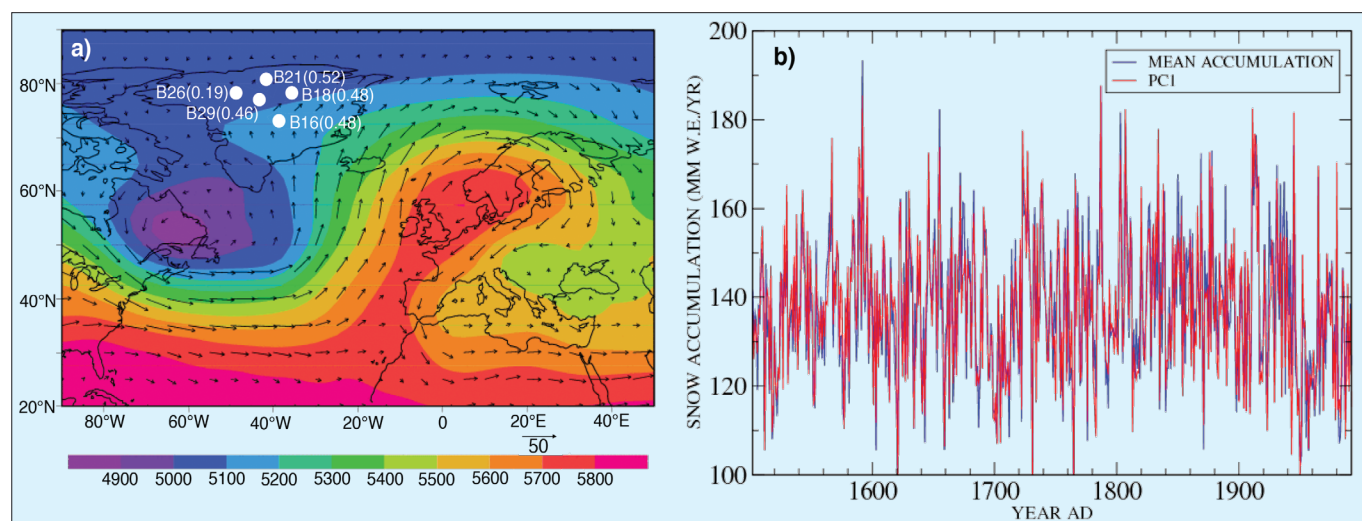 a)
80°N
60°N
40°N
20°N
B21(0.52)
B26(0.19)
B18(0.48)
B29(0.46)
B16(0.48)
80°W
60°W
40°W
20°W
0
20°E
40°E
50
4900 5000 5100 5200 5300 5400 5500 5600 5700 5800
b)
MEAN ACCUMULATION
PC1
SNOW ACCUMULATION (MM W.E./YR)
200
180
160
140
120
100
1600 1700 1800 1900
YEAR AD